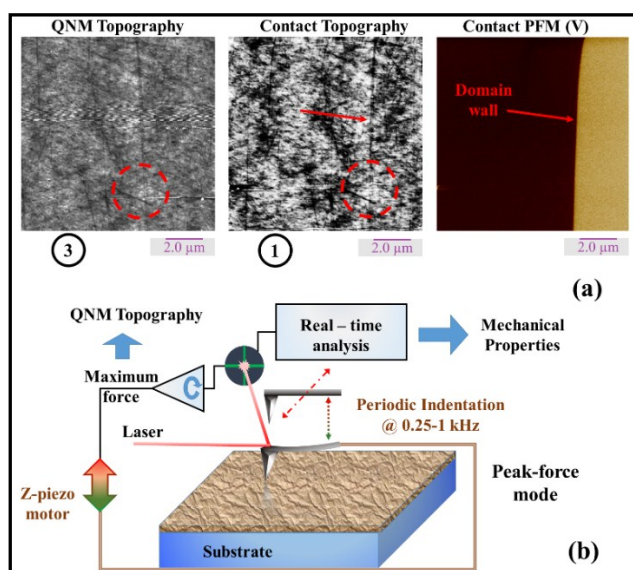 QNM Topography
Contact Topography
Contact PFM (V)
Domain
wall
3
1
2.0 µm
2.0 µm
2.0 µm
(a)
QNM Topography
Real – time
analysis
Mechanical
Properties
Maximum
force
Periodic Indentation
@ 0.25-1 kHz
Laser
Peak-force
mode
Z-piezo
motor
Substrate
(b)